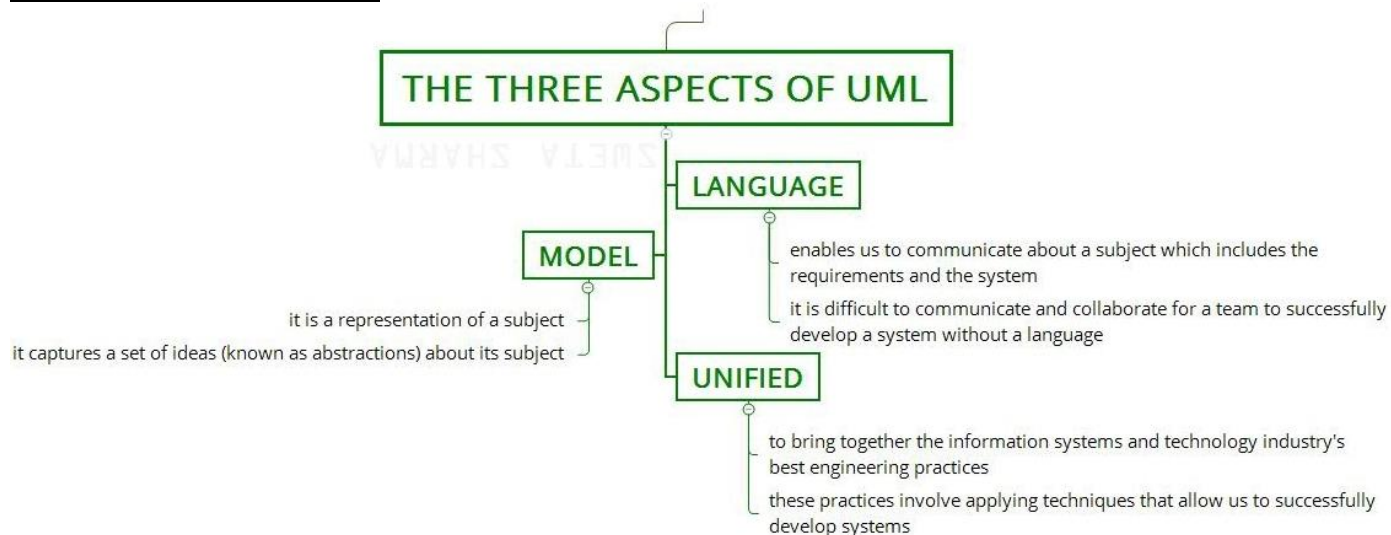 THE THREE ASPECTS OF UML
LANGUAGE
enables us to communicate about a subject which includes the
requirements and the system
it is difficult to communicate and collaborate for a team to successfully
develop a system without a language
MODEL
it is a representation of a subject
it captures a set of ideas (known as abstractions) about its subject
UNIFIED
to bring together the information systems and technology industry's
best engineering practices
these practices involve applying techniques that allow us to successfully
develop systems